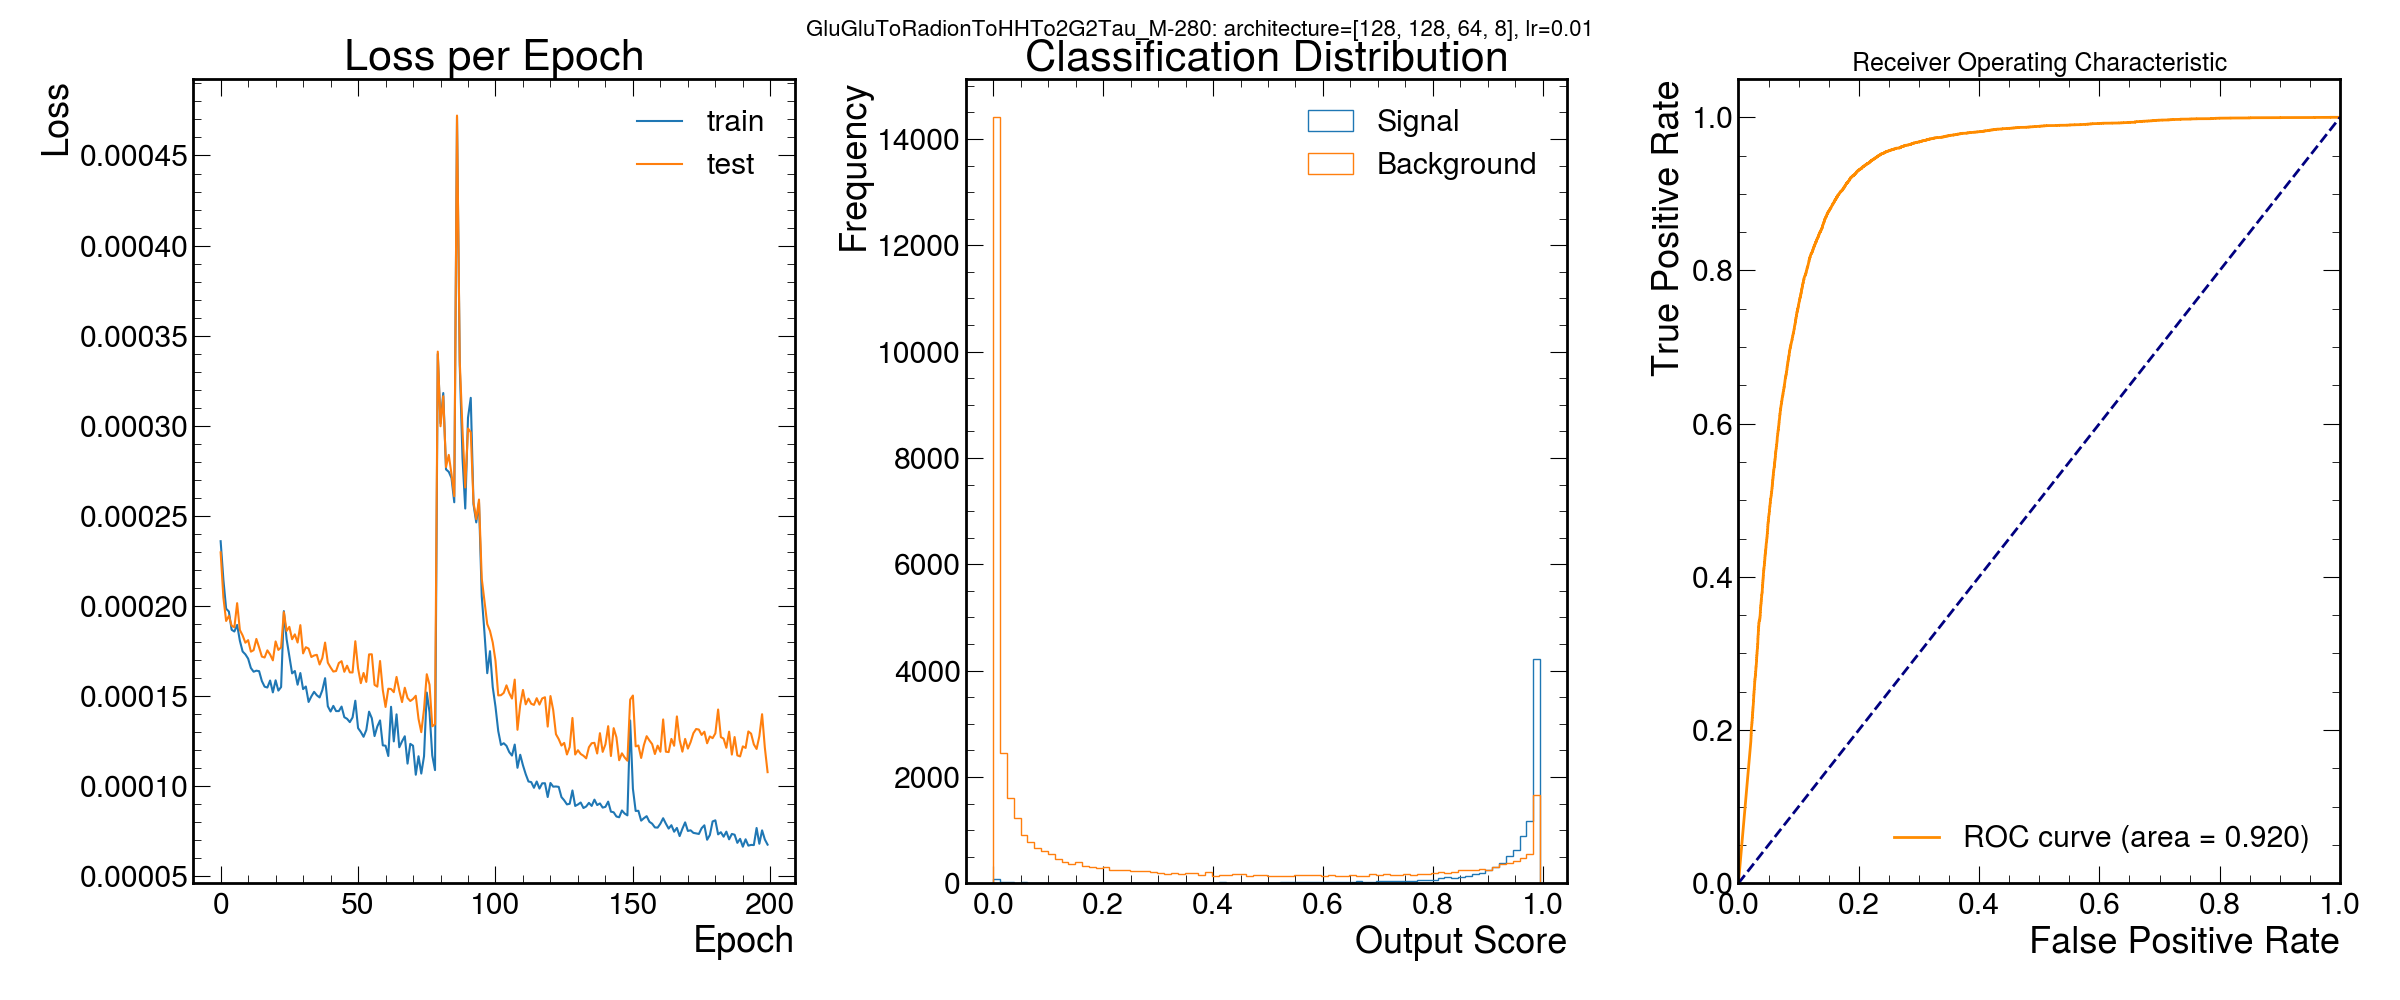 GluGluToRadionToHHTo2G2Tau_M-280: architecture=[128, 128, 64, 8], lr=0.01
Loss per Epoch
Loss
train
test
0.00045
0.00040
0.00035
0.00030
0.00025
0.00020
0.00015
0.00010
0.00005
0 50 100 150 200
Epoch
Classification Distribution
Frequency
Signal
Background
14000
12000
10000
8000
6000
4000
2000
0
0.0 0.2 0.4 0.6 0.8 1.0
Output Score
Receiver Operating Characteristic
True Positive Rate
1.0
0.8
0.6
0.4
0.2
0.0
ROC curve (area = 0.920)
0.0 0.2 0.4 0.6 0.8 1.0
False Positive Rate